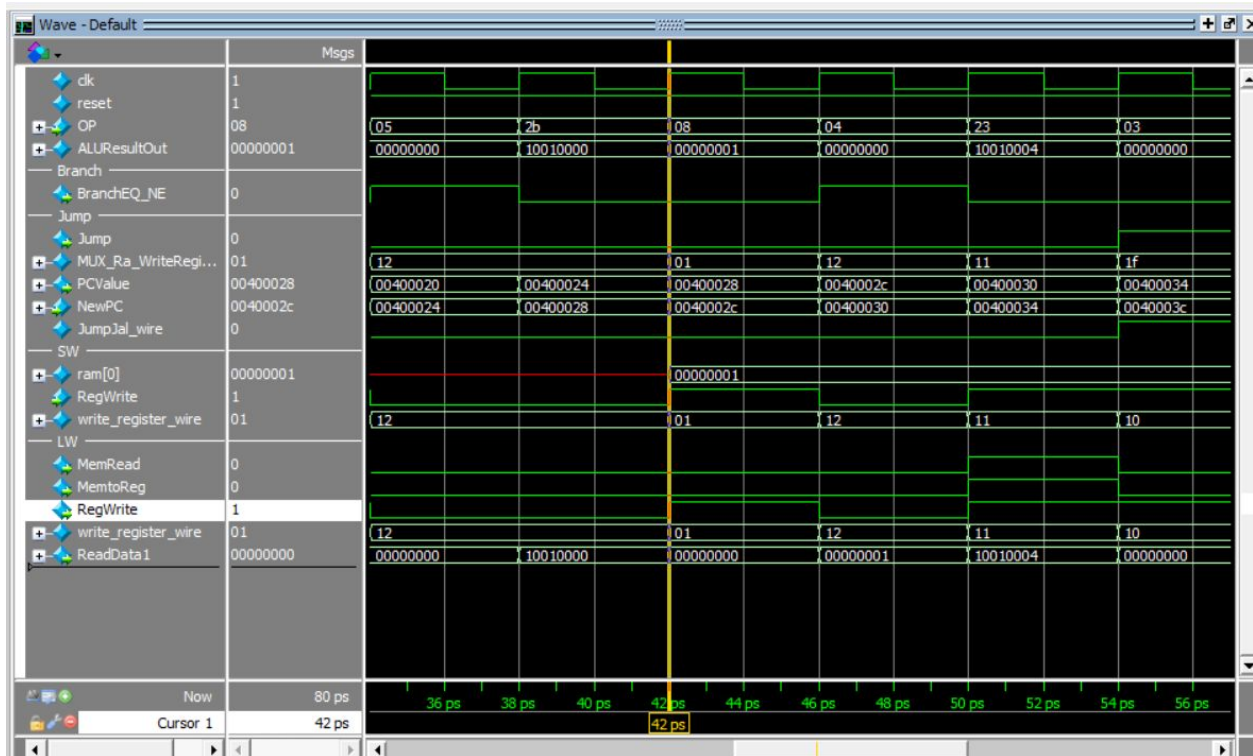 Wave - Default
Msgs
clk 1
reset 1
OP 08 05 2b 08 04 23 03
ALUResultOut 00000001 00000000 10010000 00000001 00000000 10010004 00000000
Branch
BranchEQ_NE 0
Jump
Jump 0
MUX_Ra_WriteRegi... 01 12 01 12 11 1f
PCValue 00400028 00400020 00400024 00400028 0040002c 00400030 00400034
NewPC 0040002c 00400024 00400028 0040002c 00400030 00400034 0040003c
JumpJal_wire 0
SW
ram[0] 00000001 00000001
RegWrite 1
write_register_wire 01 12 01 12 11 10
LW
MemRead 0
MemtoReg 0
RegWrite 1
write_register_wire 01 12 01 12 11 10
ReadData1 00000000 00000000 10010000 00000000 00000001 10010004 00000000
Now 80 ps 36 ps 38 ps 40 ps 42 ps 44 ps 46 ps 48 ps 50 ps 52 ps 54 ps 56 ps
Cursor 1 42 ps 42 ps